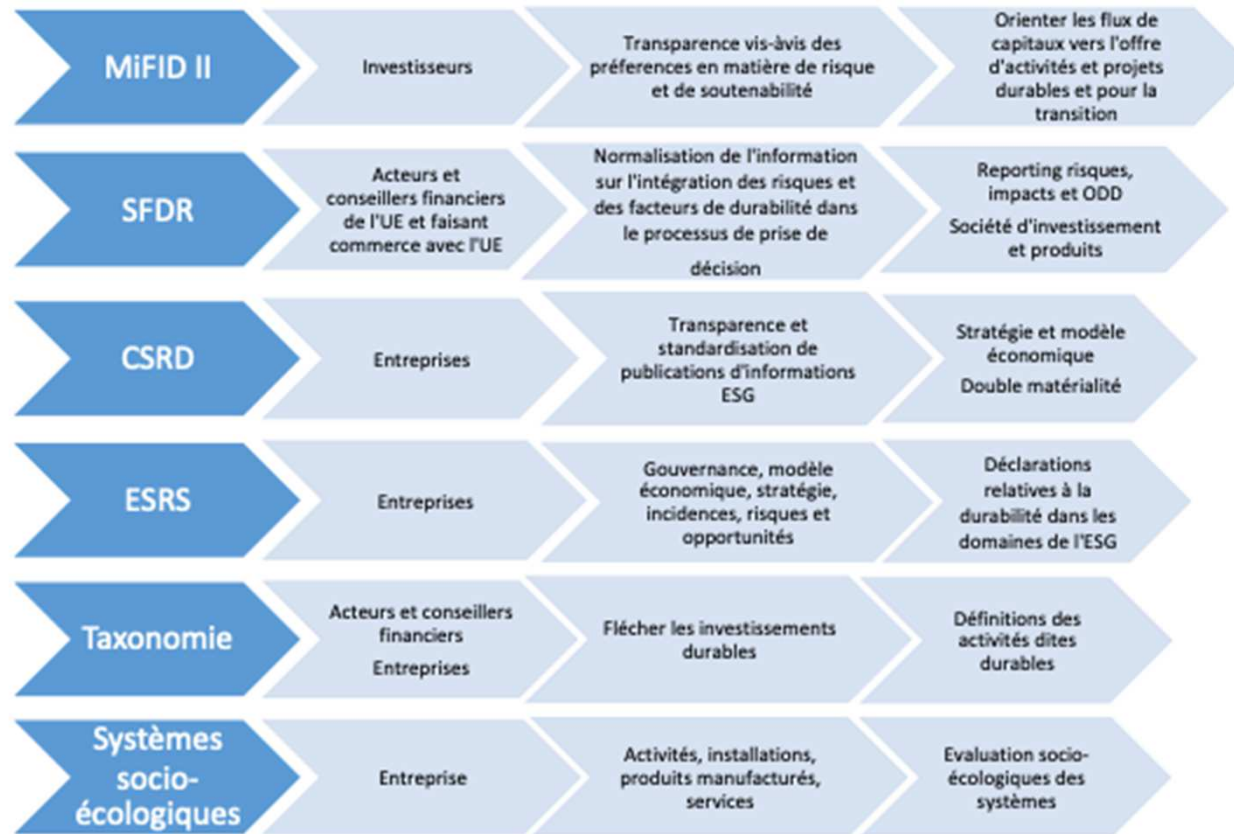 MiFID II
Investisseurs
Transparence vis-àvis des
préferences en matière de risque
et de soutenabilité
Orienter les flux de
capitaux vers l'offre
d'activités et projets
durables et pour la
transition
SFDR
Acteurs et
conseillers financiers
de l'UE et faisant
commerce avec l'UE
Normalisation de l'information
sur l'intégration des risques et
des facteurs de durabilité dans
le processus de prise de
décision
Reporting risques,
impacts et ODD
Société d'investissement
et produits
CSRD
Entreprises
Transparence et
standardisation de
publications d'informations
ESG
Stratégie et modèle
économique
Double matérialité
ESRS
Entreprises
Gouvernance, modèle
économique, stratégie,
incidences, risques et
opportunités
Déclarations
relatives à la
durabilité dans les
domaines de l'ESG
Taxonomie
Acteurs et conseillers
financiers
Entreprises
Flécher les investissements
durables
Définitions des
activités dites
durables
Systèmes
socio-
écologiques
Entreprise
Activités, installations,
produits manufacturés,
services
Evaluation socio-
écologiques des
systèmes